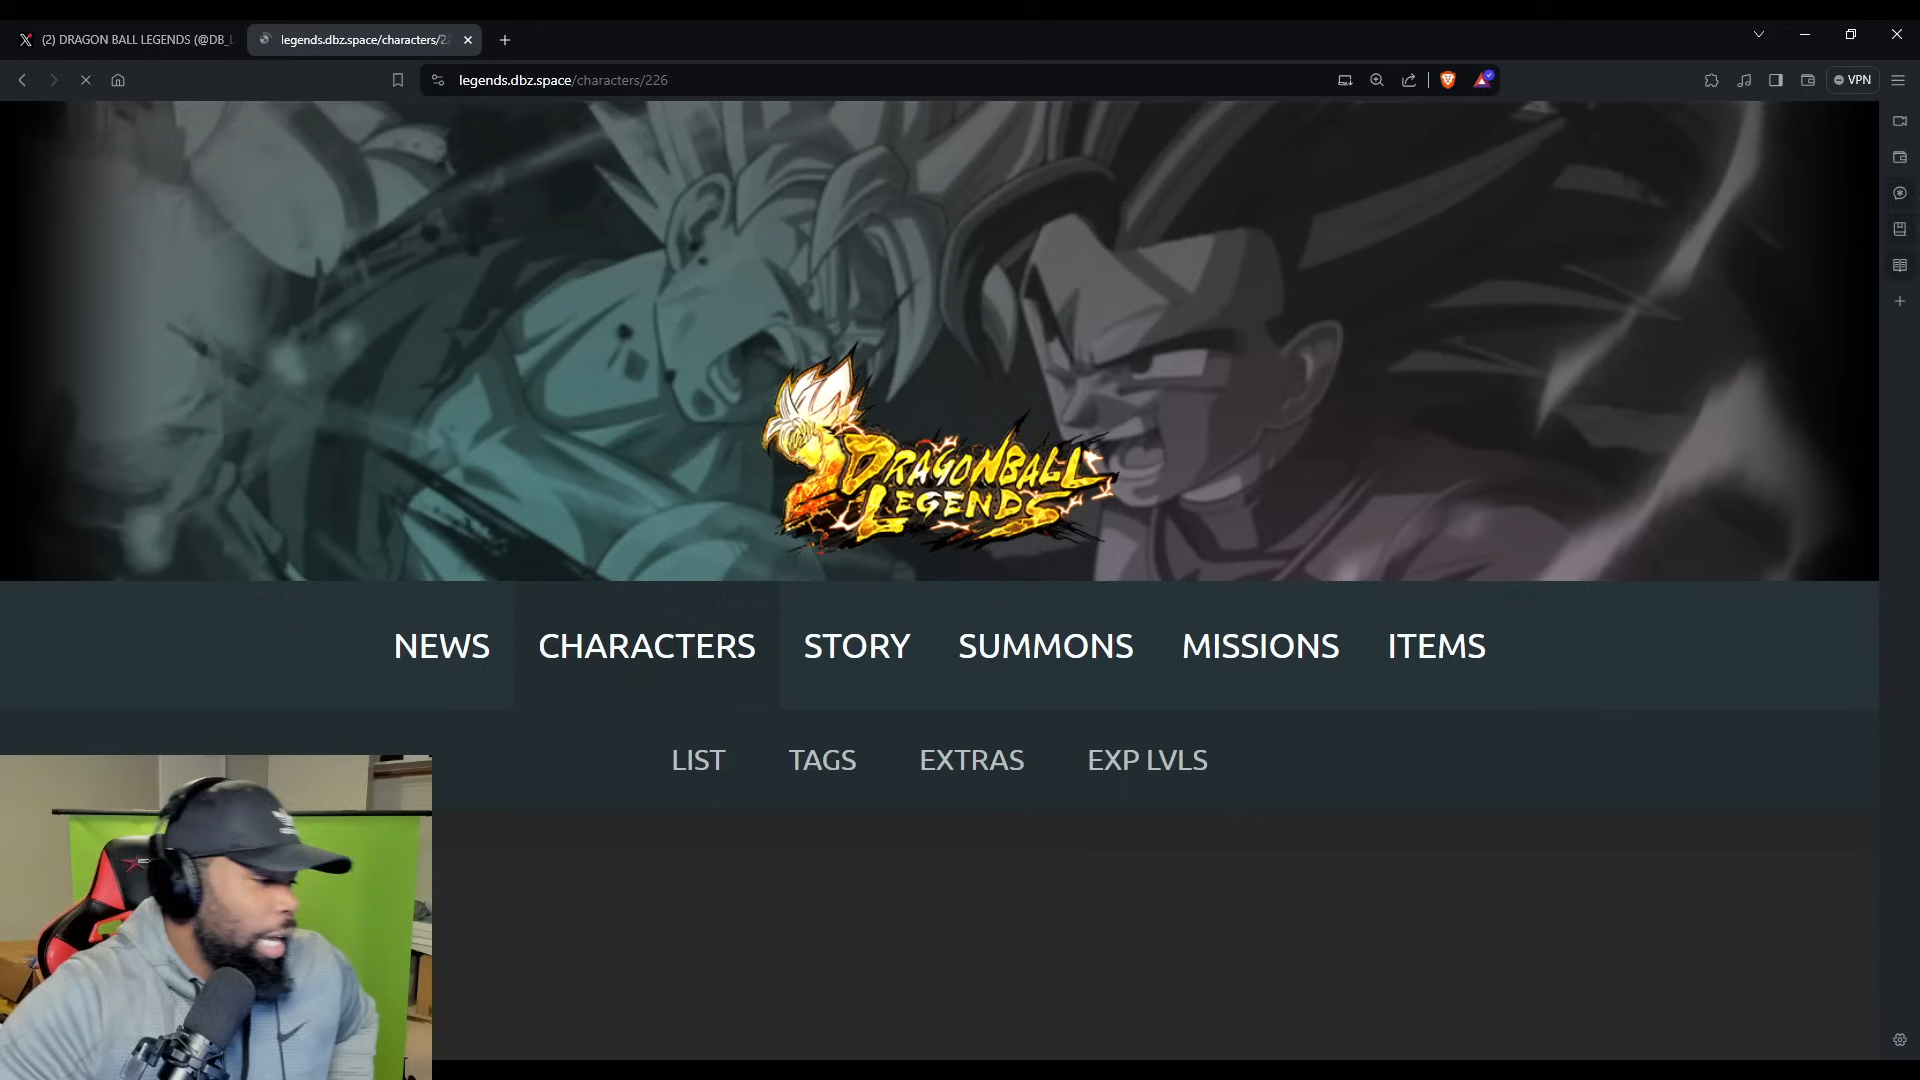 (2) DRAGON BALL LEGENDS (@DB_L
legends.dbz.space/characters/22
legends.dbz.space/characters/226
VPN
DRAGONBALL
LEGENDS
NEWS
CHARACTERS
STORY
SUMMONS
MISSIONS
ITEMS
LIST
TAGS
EXTRAS
EXP LVLS